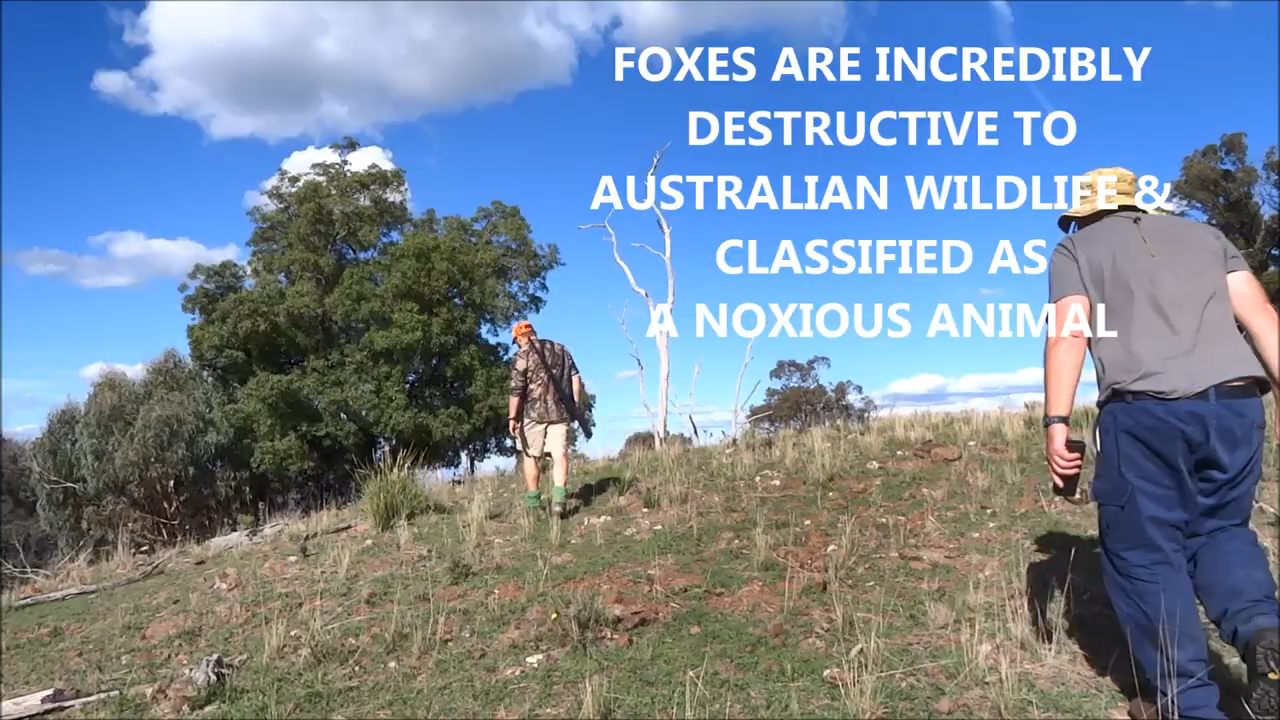 FOXES ARE INCREDIBLY
DESTRUCTIVE TO
AUSTRALIAN WILDLIFE &
CLASSIFIED AS
A NOXIOUS ANIMAL